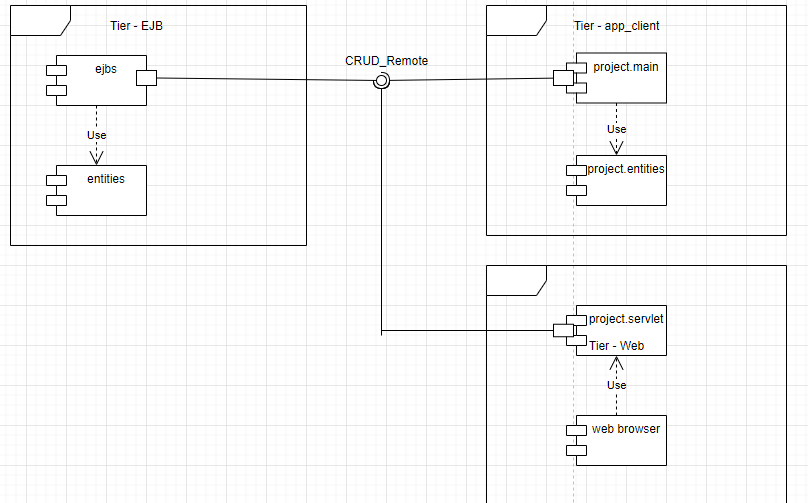 Tier - EJB
ejbs
Use
entities
CRUD_Remote
Tier - app_client
project.main
Use
project.entities
project.servlet
Tier - Web
Use
web browser